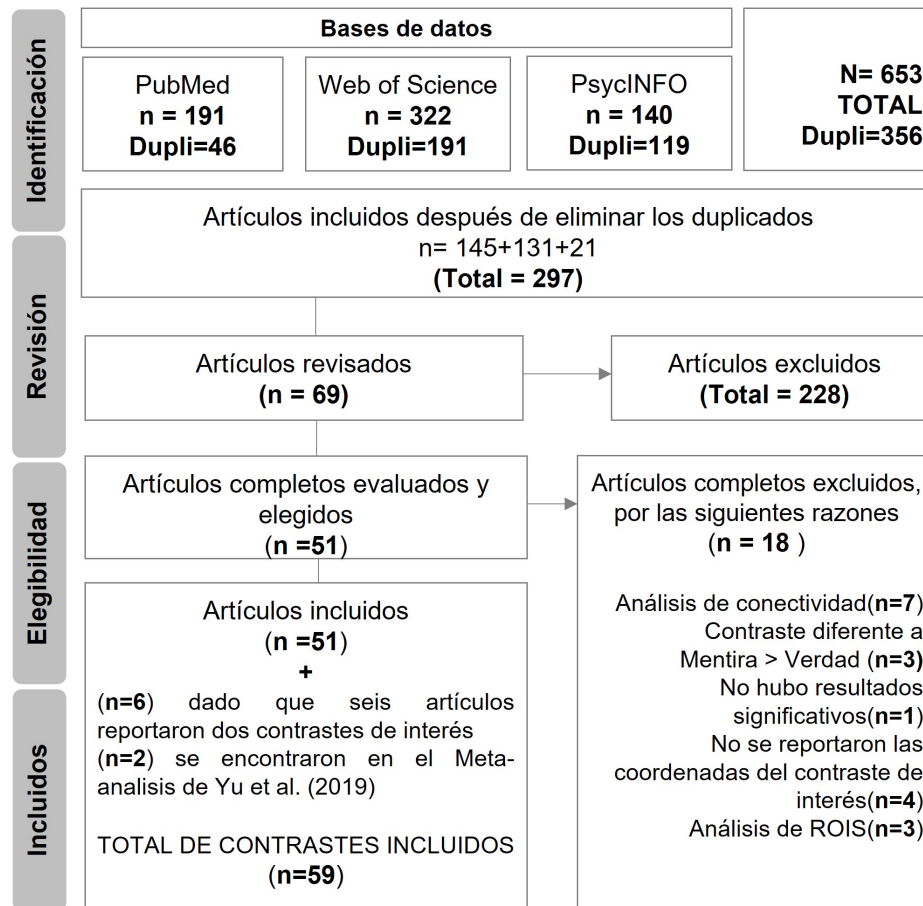 Identificación
Bases de datos
PubMed
n = 191
Dupli=46
Web of Science
n = 322
Dupli=191
PsycINFO
n = 140
Dupli=119
N= 653
TOTAL
Dupli=356
Artículos incluidos después de eliminar los duplicados
n= 145+131+21
(Total = 297)
Revisión
Artículos revisados
(n = 69)
Artículos excluidos
(Total = 228)
Elegibilidad
Artículos completos evaluados y
elegidos
(n =51)
Artículos completos excluidos,
por las siguientes razones
(n = 18 )
Análisis de conectividad(n=7)
Contraste diferente a
Mentira > Verdad (n=3)
No hubo resultados
significativos(n=1)
No se reportaron las
coordenadas del contraste de
interés(n=4)
Análisis de ROIS(n=3)
Incluidos
Artículos incluidos
(n =51)
+
(n=6) dado que seis artículos
reportaron dos contrastes de interés
(n=2) se encontraron en el Meta-
analisis de Yu et al. (2019)
TOTAL DE CONTRASTES INCLUIDOS
(n=59)